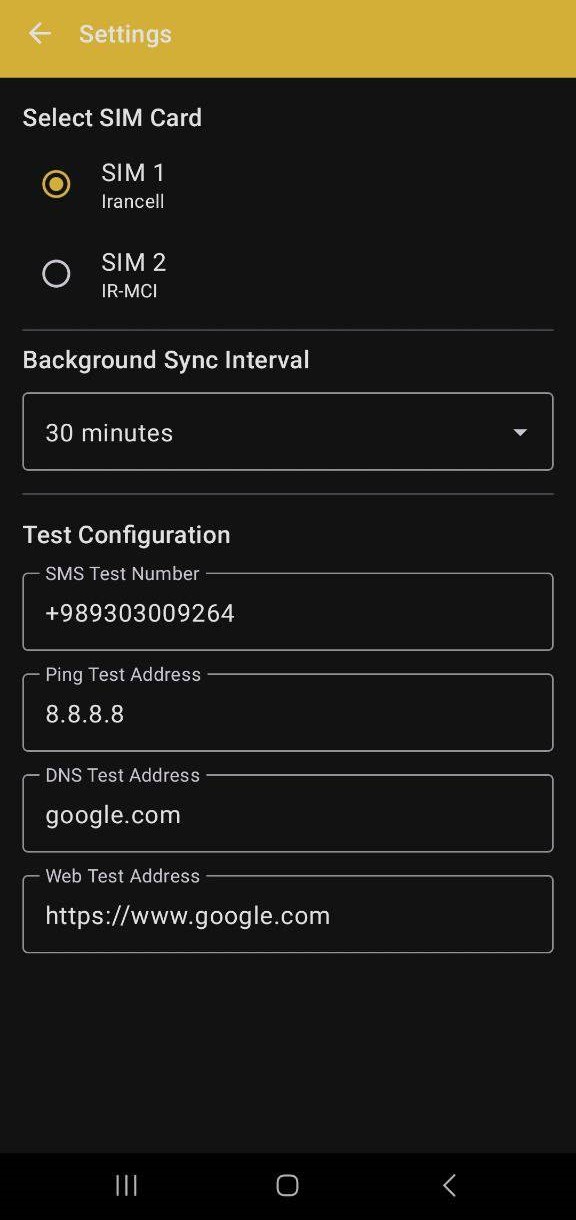 Settings
Select SIM Card
SIM 1
Irancell
SIM 2
IR-MCI
Background Sync Interval
30 minutes
Test Configuration
SMS Test Number
+989303009264
Ping Test Address
8.8.8.8
DNS Test Address
google.com
Web Test Address
https://www.google.com